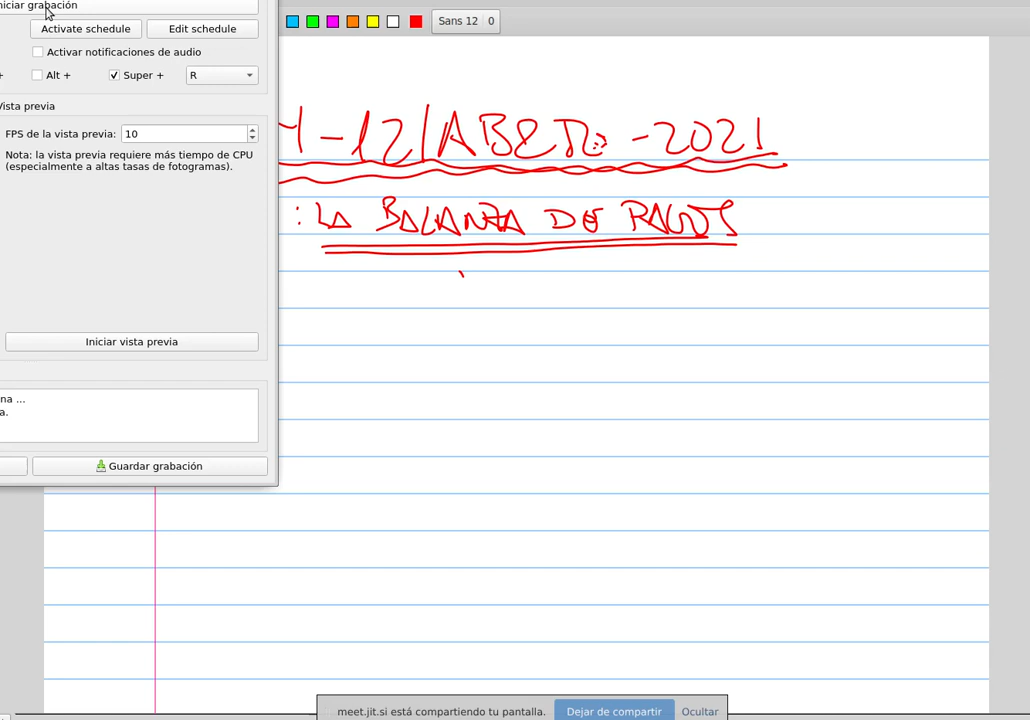 niciar grabación
Sans 12 0
Activate schedule Edit schedule
Activar notificaciones de audio
+ Alt + Super + R
Vista previa
FPS de la vista previa: 10
Nota: la vista previa requiere más tiempo de CPU
(especialmente a altas tasas de fotogramas).
-12/ABER: -2021
: LA BALANZA DE PAGOS
Iniciar vista previa
na ...
a.
Guardar grabación
meet.jit.si está compartiendo tu pantalla. Dejar de compartir Ocultar